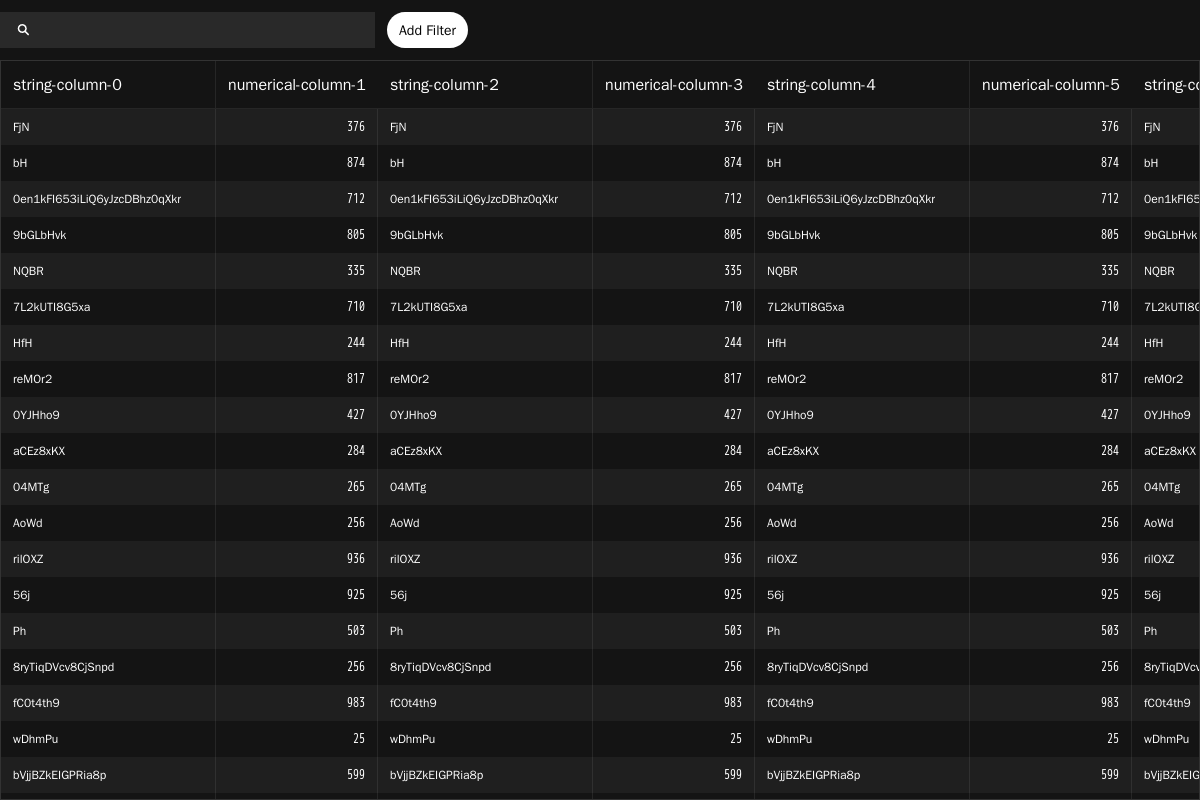 Add Filter
string-column-0 numerical-column-1 string-column-2 numerical-column-3 string-column-4 numerical-column-5
FjN 376 FjN 376 FjN 376 FjN
bH 874 bH 874 bH 874 bH
0en1kFI653iLiQ6yJzcDBhz0qXkr 712 0en1kFI653iLiQ6yJzcDBhz0qXkr 712 0en1kFI653iLiQ6yJzcDBhz0qXkr 712
9bGLbHvk 805 9bGLbHvk 805 9bGLbHvk 805 9bGLbHvk
NQBR 335 NQBR 335 NQBR 335 NQBR
7L2kUTI8G5xa 710 7L2kUTI8G5xa 710 7L2kUTI8G5xa 710
HfH 244 HfH 244 HfH 244 HfH
reMOr2 817 reMOr2 817 reMOr2 817 reMOr2
0YJHho9 427 0YJHho9 427 0YJHho9 427 0YJHho9
aCEz8xKX 284 aCEz8xKX 284 aCEz8xKX 284 aCEz8xKX
04MTg 265 04MTg 265 04MTg 265 04MTg
AoWd 256 AoWd 256 AoWd 256 AoWd
rilOXZ 936 rilOXZ 936 rilOXZ 936 rilOXZ
56j 925 56j 925 56j 925 56j
Ph 503 Ph 503 Ph 503 Ph
8ryTiqDVcv8CjSnpd 256 8ryTiqDVcv8CjSnpd 256 8ryTiqDVcv8CjSnpd 256
fC0t4th9 983 fC0t4th9 983 fC0t4th9 983 fC0t4th9
wDhmPu 25 wDhmPu 25 wDhmPu 25 wDhmPu
bVjjBZkEIGPRia8p 599 bVjjBZkEIGPRia8p 599 bVjjBZkEIGPRia8p 599